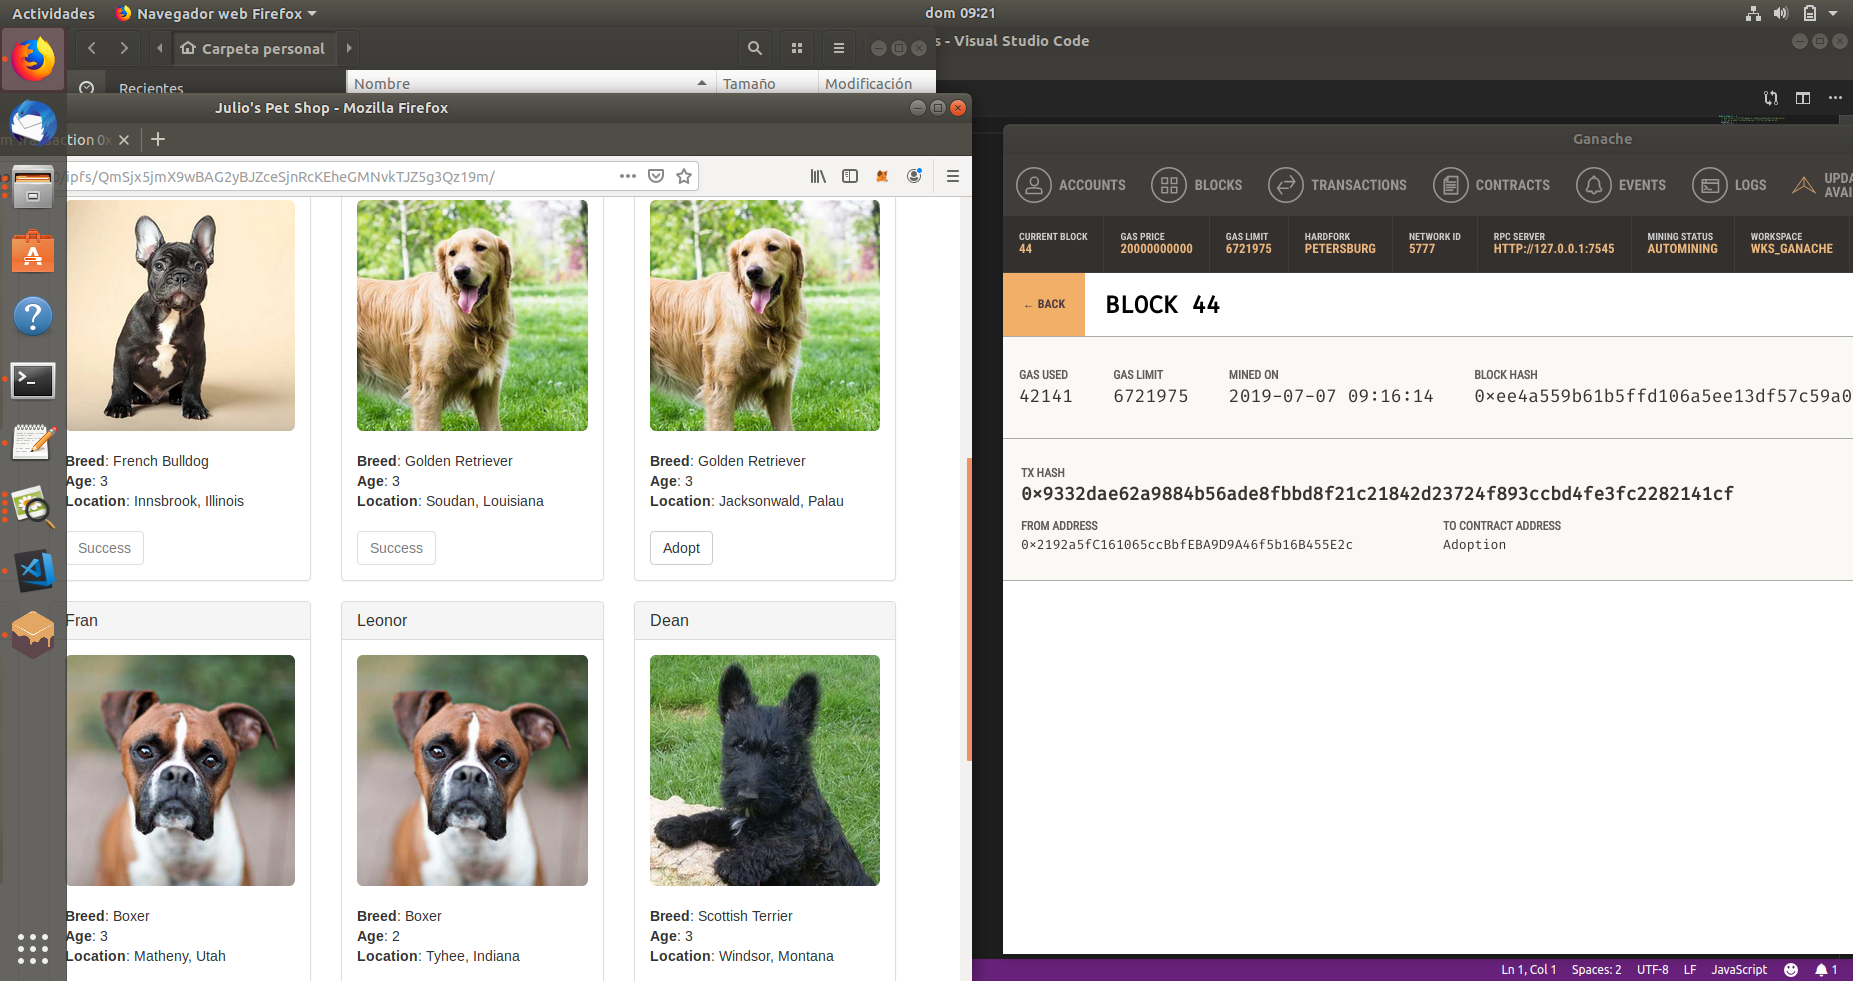 Actividades
Navegador web Firefox
dom 09:21
Carpeta personal
s - Visual Studio Code
Recientes
Nombre
Tamaño
Modificación
Julio's Pet Shop - Mozilla Firefox
/ipfs/QmSjx5jmX9wBAG2yBJZceSjnRcKEheGMNvkTJZ5g3Qz19m/
Breed: French Bulldog
Age: 3
Location: Innsbrook, Illinois
Success
Breed: Golden Retriever
Age: 3
Location: Soudan, Louisiana
Success
Breed: Golden Retriever
Age: 3
Location: Jacksonwald, Palau
Adopt
Fran
Leonor
Dean
Breed: Boxer
Age: 3
Location: Matheny, Utah
Breed: Boxer
Age: 2
Location: Tyhee, Indiana
Breed: Scottish Terrier
Age: 3
Location: Windsor, Montana
Ganache
ACCOUNTS
BLOCKS
TRANSACTIONS
CONTRACTS
EVENTS
LOGS
UPDA
AVAI
CURRENT BLOCK
44
GAS PRICE
20000000000
GAS LIMIT
6721975
HARDFORK
PETERSBURG
NETWORK ID
5777
RPC SERVER
HTTP://127.0.0.1:7545
MINING STATUS
AUTOMINING
WORKSPACE
WKS_GANACHE
← BACK
BLOCK 44
GAS USED
42141
GAS LIMIT
6721975
MINED ON
2019-07-07 09:16:14
BLOCK HASH
0×ee4a559b61b5ffd106a5ee13df57c59a0
TX HASH
0×9332dae62a9884b56ade8fbbd8f21c21842d23724f893ccbd4fe3fc2282141cf
FROM ADDRESS
0×2192a5fC161065ccBbfEBA9D9A46f5b16B455E2c
TO CONTRACT ADDRESS
Adoption
Ln 1, Col 1
Spaces: 2
UTF-8
LF
JavaScript
1